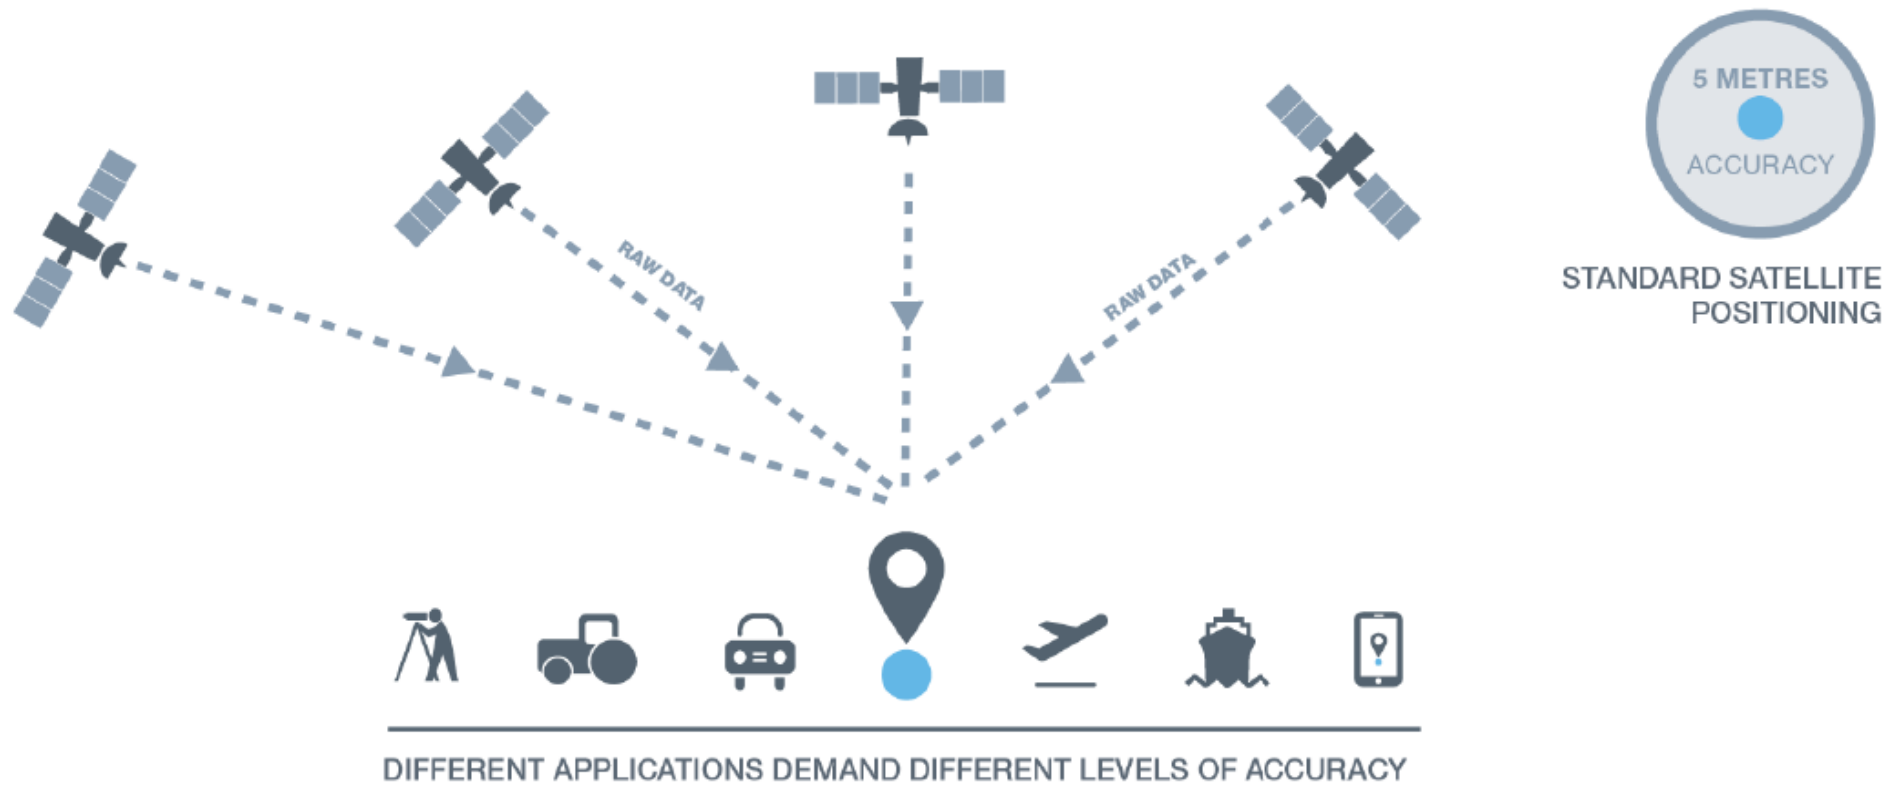 5 METRES
ACCURACY
STANDARD SATELLITE
POSITIONING
RAW DATA
RAW DATA
DIFFERENT APPLICATIONS DEMAND DIFFERENT LEVELS OF ACCURACY